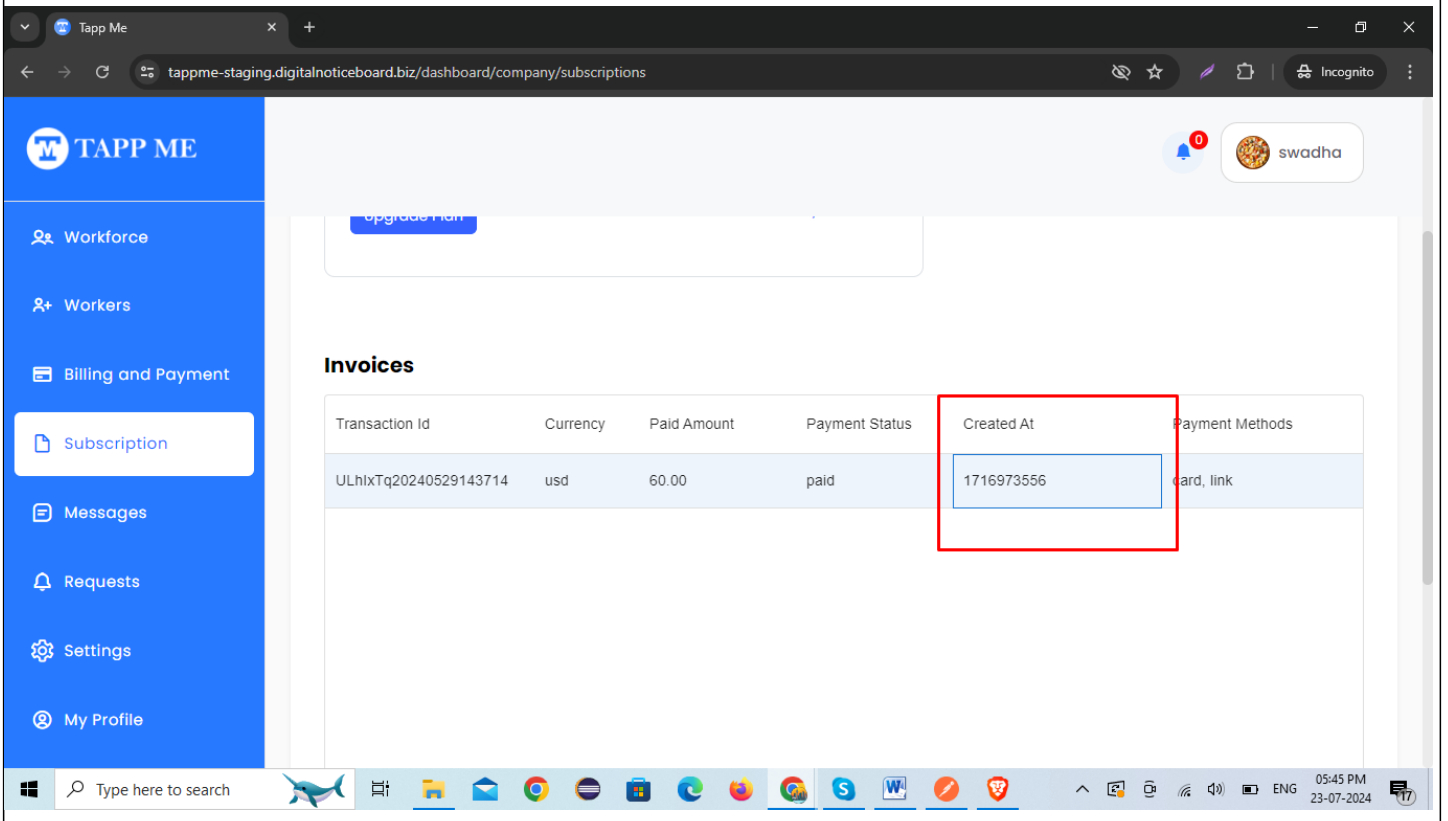 Tapp Me
tappme-staging.digitalnoticeboard.biz/dashboard/company/subscriptions
Incognito
TAPP ME
0
swadha
Upgrade Plan
Workforce
Workers
Billing and Payment
Subscription
Messages
Requests
Settings
My Profile
Invoices
Transaction Id Currency Paid Amount Payment Status Created At Payment Methods
ULhIxTq20240529143714 usd 60.00 paid 1716973556 card, link
Type here to search
ENG
05:45 PM
23-07-2024
17